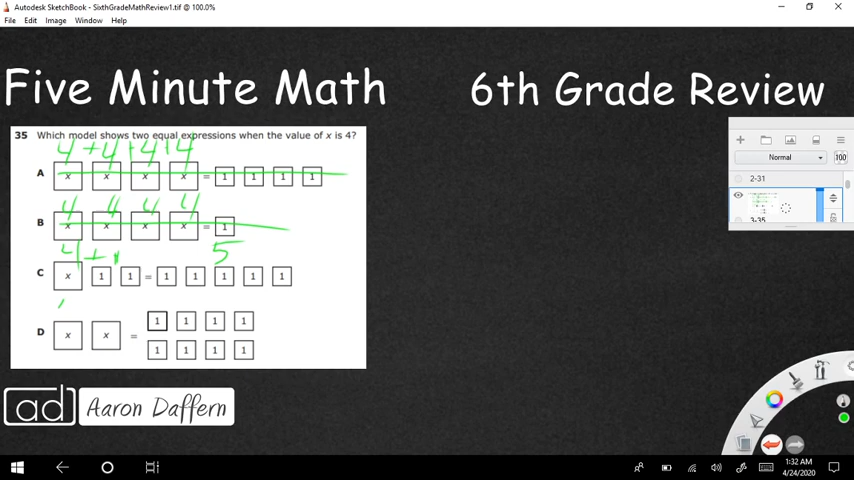 Autodesk SketchBook - SixthGradeMathReview1.tif @ 100.0%
File Edit Image Window Help
Five Minute Math
6th Grade Review
35 Which model shows two equal expressions when the value of x is 4?
4 + 4 + 4 + 4
A x x x x = 1 1 1 1
4 4 4 4
B x x x x = 1
4 + 5
C x 1 1 = 1 1 1 1 1
D x x = 1 1 1 1
1 1 1 1
Normal 100
2-31
3-35
ad Aaron Daffern
1:32 AM
4/24/2020